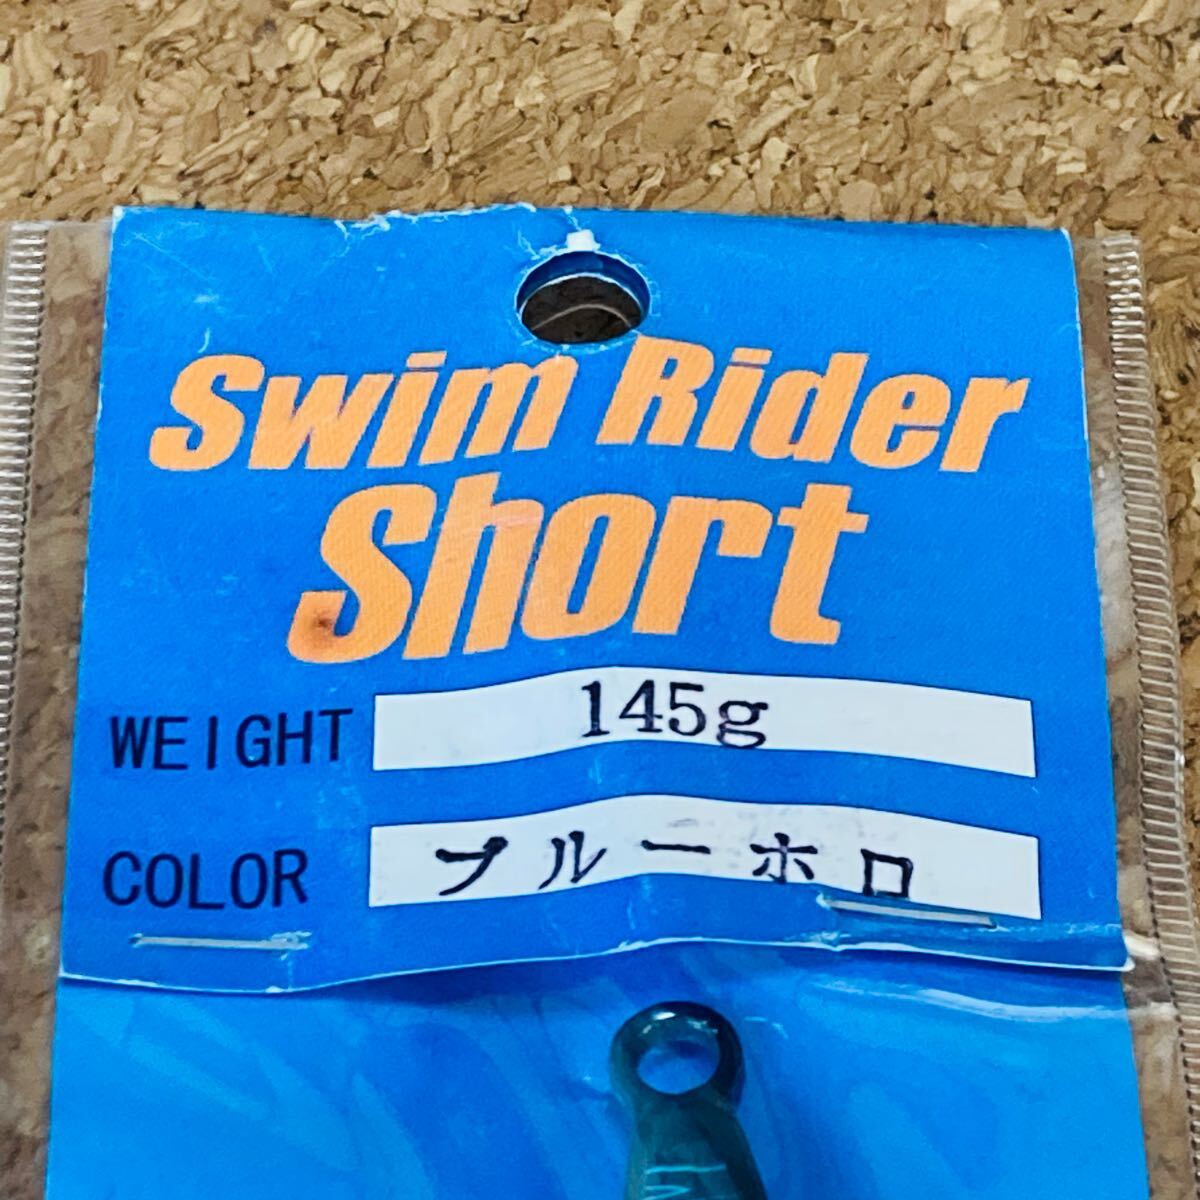 Swim Rider
Short
WEIGHT 145g
COLOR ブルーホロ